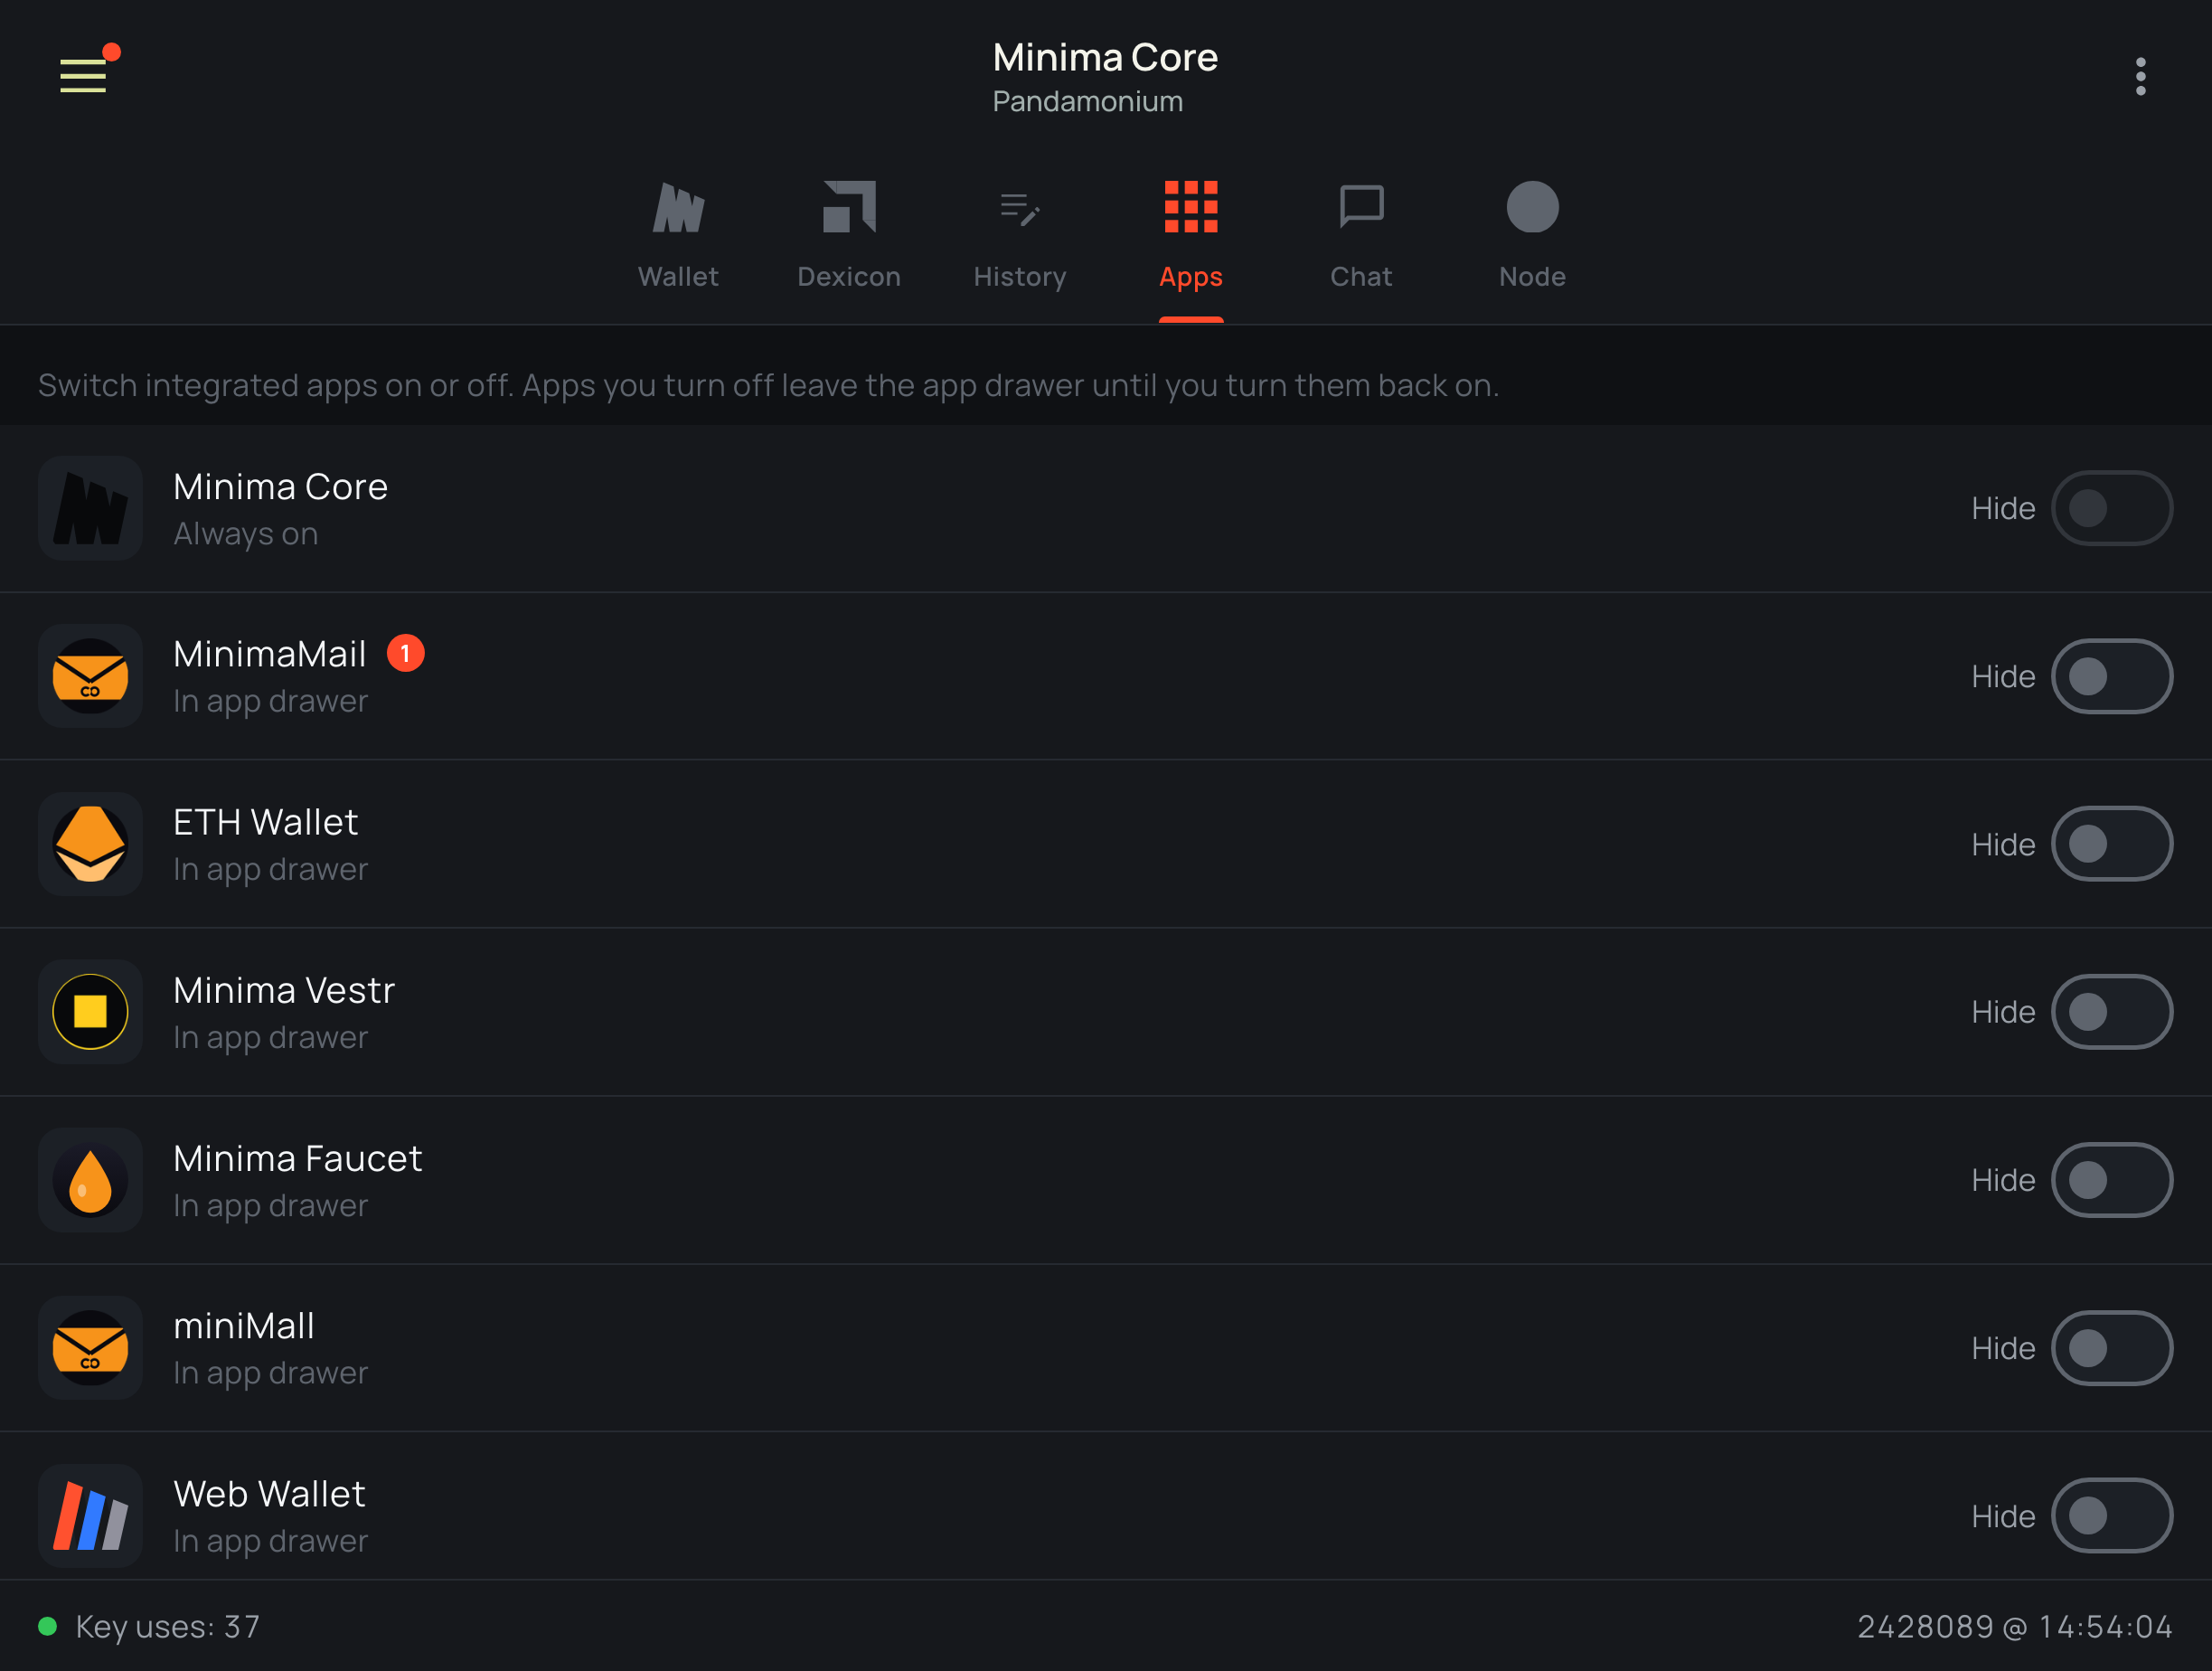 Minima Core
Pandamonium
Wallet
Dexicon
History
Apps
Chat
Node
Switch integrated apps on or off. Apps you turn off leave the app drawer until you turn them back on.
Minima Core
Always on
Hide
MinimaMail 1
In app drawer
Hide
ETH Wallet
In app drawer
Hide
Minima Vestr
In app drawer
Hide
Minima Faucet
In app drawer
Hide
miniMall
In app drawer
Hide
Web Wallet
In app drawer
Hide
Key uses: 37
2428089 @ 14:54:04